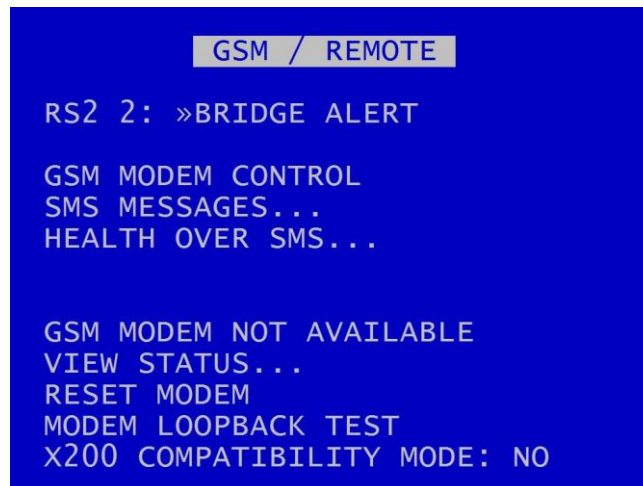 GSM / REMOTE
RS2 2: »BRIDGE ALERT
GSM MODEM CONTROL
SMS MESSAGES...
HEALTH OVER SMS...
GSM MODEM NOT AVAILABLE
VIEW STATUS...
RESET MODEM
MODEM LOOPBACK TEST
X200 COMPATIBILITY MODE: NO